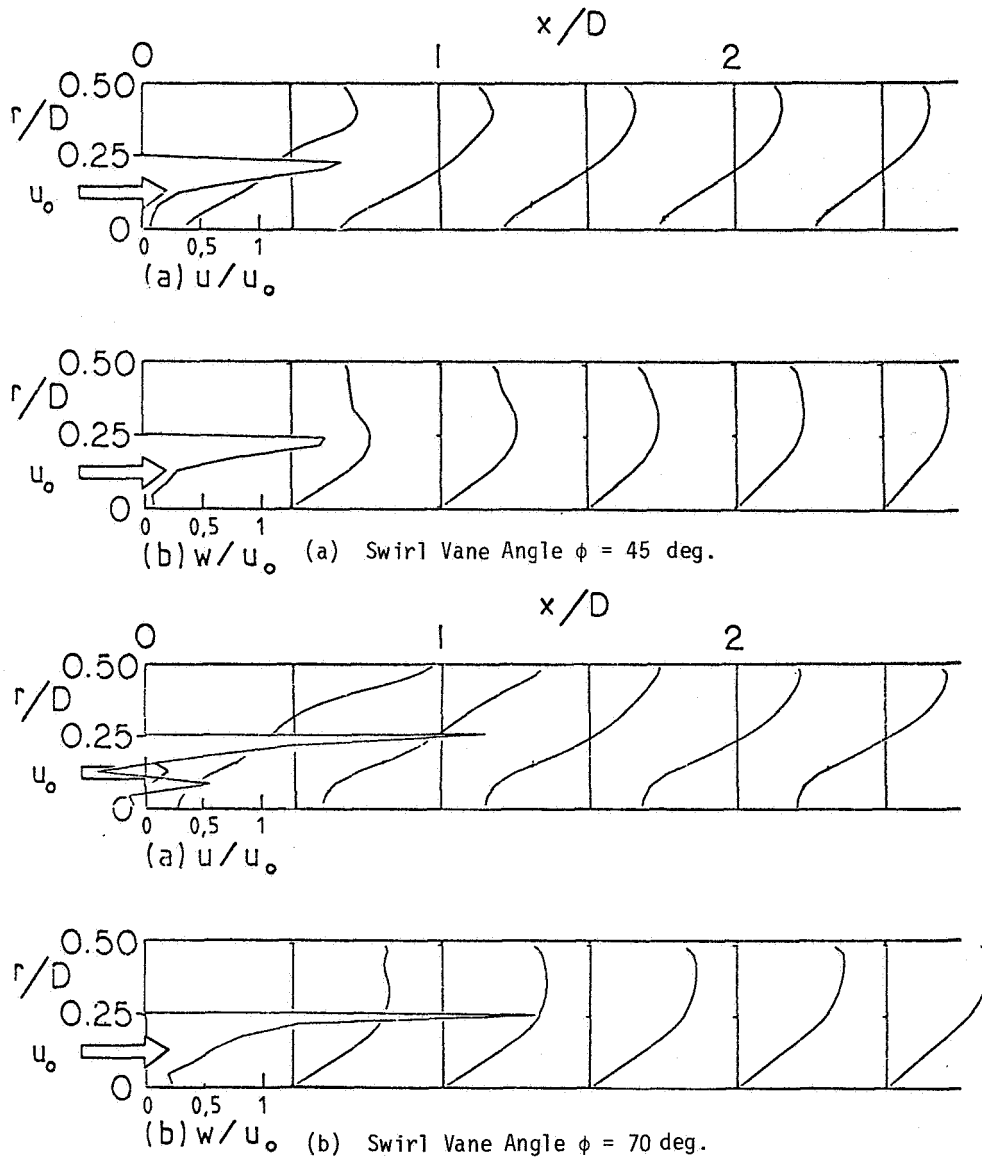 x/D
0 1 2
0.50
r/D
0.25
u₀
0
0 0,5 1
(a) u/u₀
0.50
r/D
0.25
u₀
0
0 0,5 1
(b) w/u₀ (a) Swirl Vane Angle ϕ = 45 deg.
x/D
0 1 2
0.50
r/D
0.25
u₀
0
0 0,5 1
(a) u/u₀
0.50
r/D
0.25
u₀
0
0 0,5 1
(b) w/u₀ (b) Swirl Vane Angle ϕ = 70 deg.